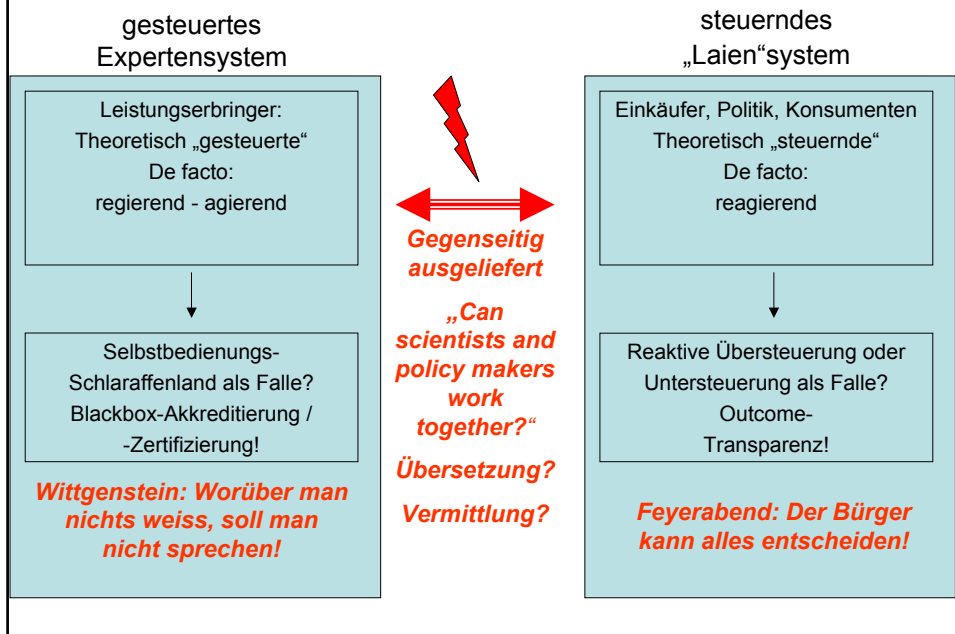 gesteuertes
Expertensystem
Leistungserbringer:
Theoretisch „gesteuerte“
De facto:
regierend - agierend
Selbstbedienungs-
Schlaraffenland als Falle?
Blackbox-Akkreditierung /
-Zertifizierung!
Wittgenstein: Worüber man
nichts weiss, soll man
nicht sprechen!
Gegenseitig
ausgeliefert
„Can
scientists and
policy makers
work
together?“
Übersetzung?
Vermittlung?
steuerndes
„Laien“system
Einkäufer, Politik, Konsumenten
Theoretisch „steuernde“
De facto:
reagierend
Reaktive Übersteuerung oder
Untersteuerung als Falle?
Outcome-
Transparenz!
Feyerabend: Der Bürger
kann alles entscheiden!